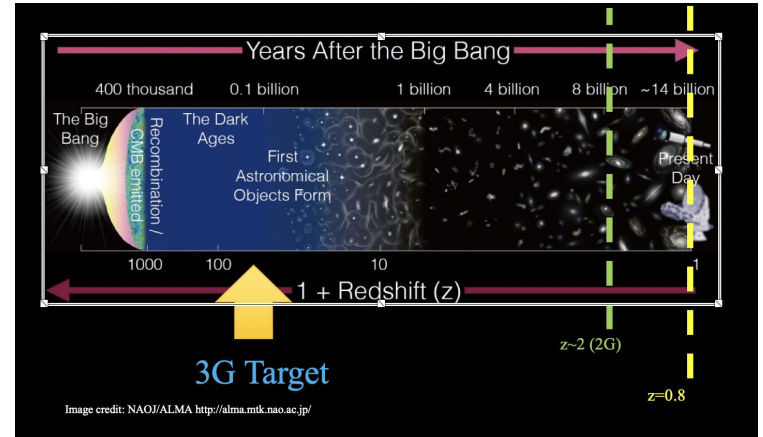 Years After the Big Bang
400 thousand 0.1 billion 1 billion 4 billion 8 billion ~14 billion
The Big
Bang
Recombination /
CMB emitted
The Dark
Ages
First
Astronomical
Objects Form
Present
Day
1000 100 10 1
1 + Redshift (z)
z~2 (2G)
3G Target
z=0.8
Image credit: NAOJ/ALMA http://alma.mtk.nao.ac.jp/